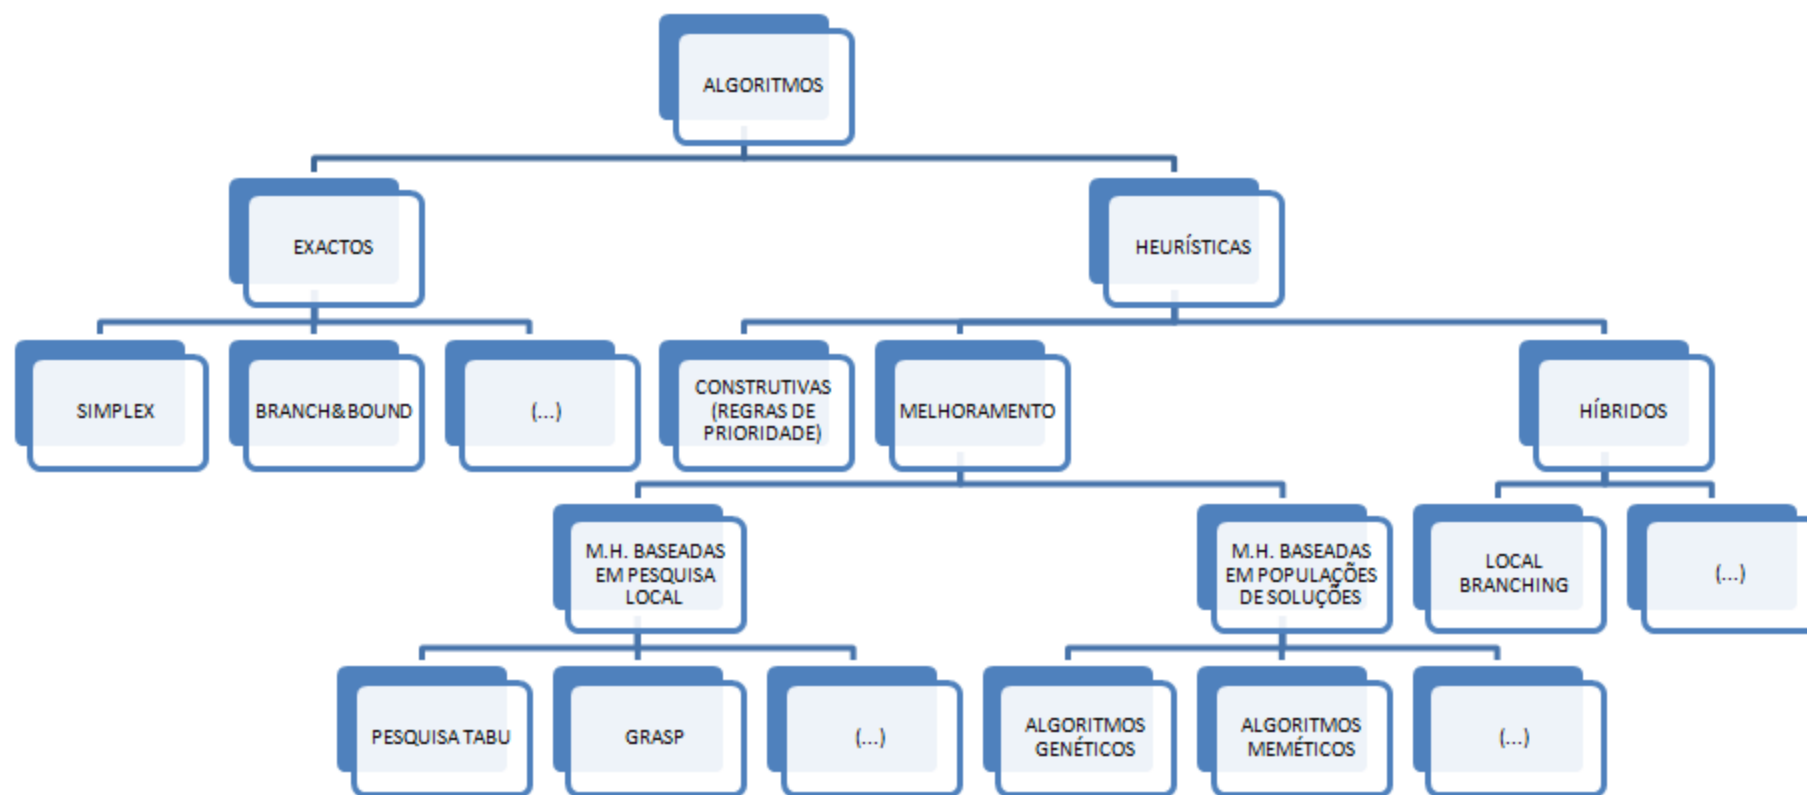 ALGORITMOS
EXACTOS
HEURÍSTICAS
SIMPLEX
BRANCH&BOUND
(...)
CONSTRUTIVAS
(REGRAS DE
PRIORIDADE)
MELHORAMENTO
HÍBRIDOS
M.H. BASEADAS
EM PESQUISA
LOCAL
M.H. BASEADAS
EM POPULAÇÕES
DE SOLUÇÕES
LOCAL
BRANCHING
(...)
PESQUISA TABU
GRASP
(...)
ALGORITMOS
GENÉTICOS
ALGORITMOS
MEMÉTICOS
(...)